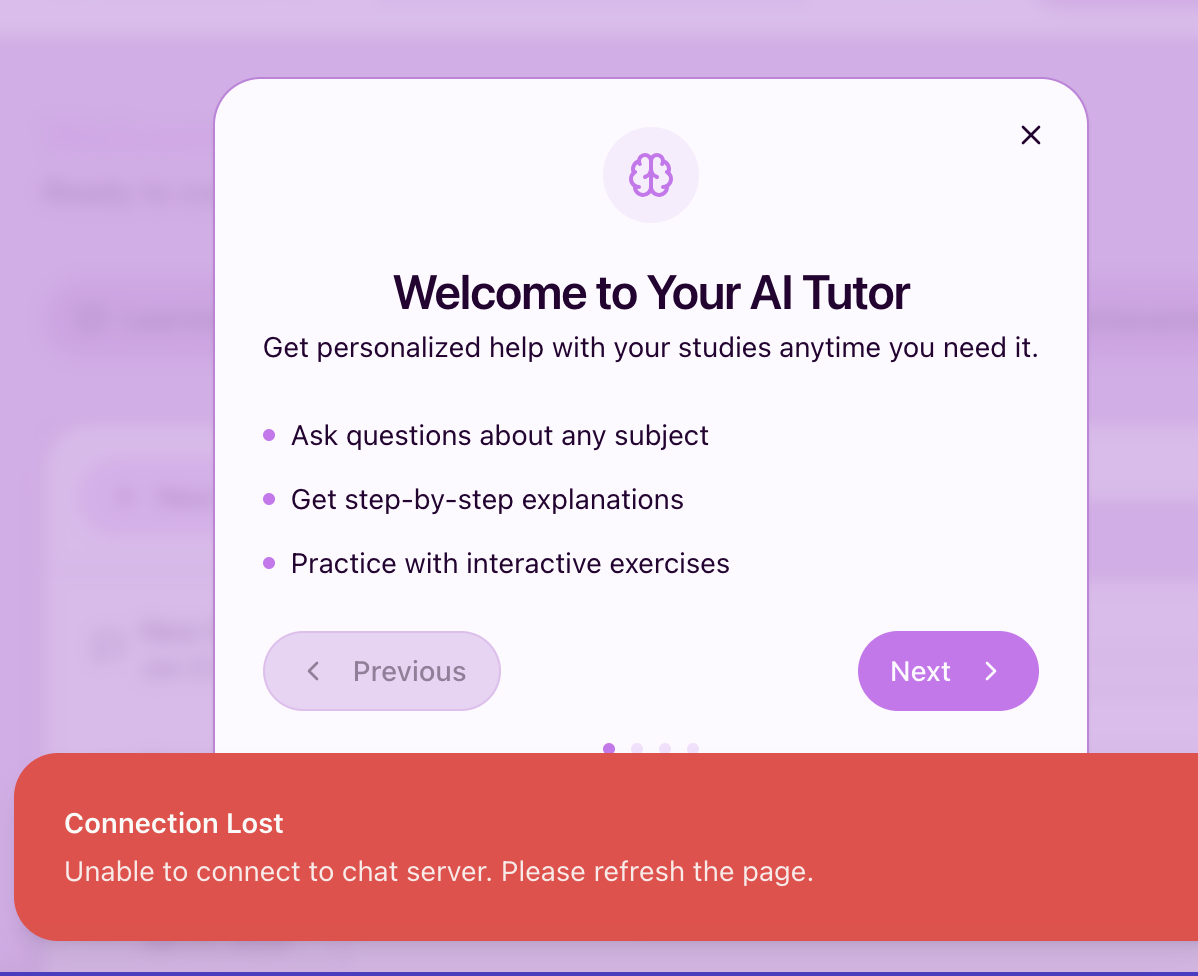 Welcome to Your AI Tutor
Get personalized help with your studies anytime you need it.
Ask questions about any subject
Get step-by-step explanations
Practice with interactive exercises
Previous
Next
Connection Lost
Unable to connect to chat server. Please refresh the page.